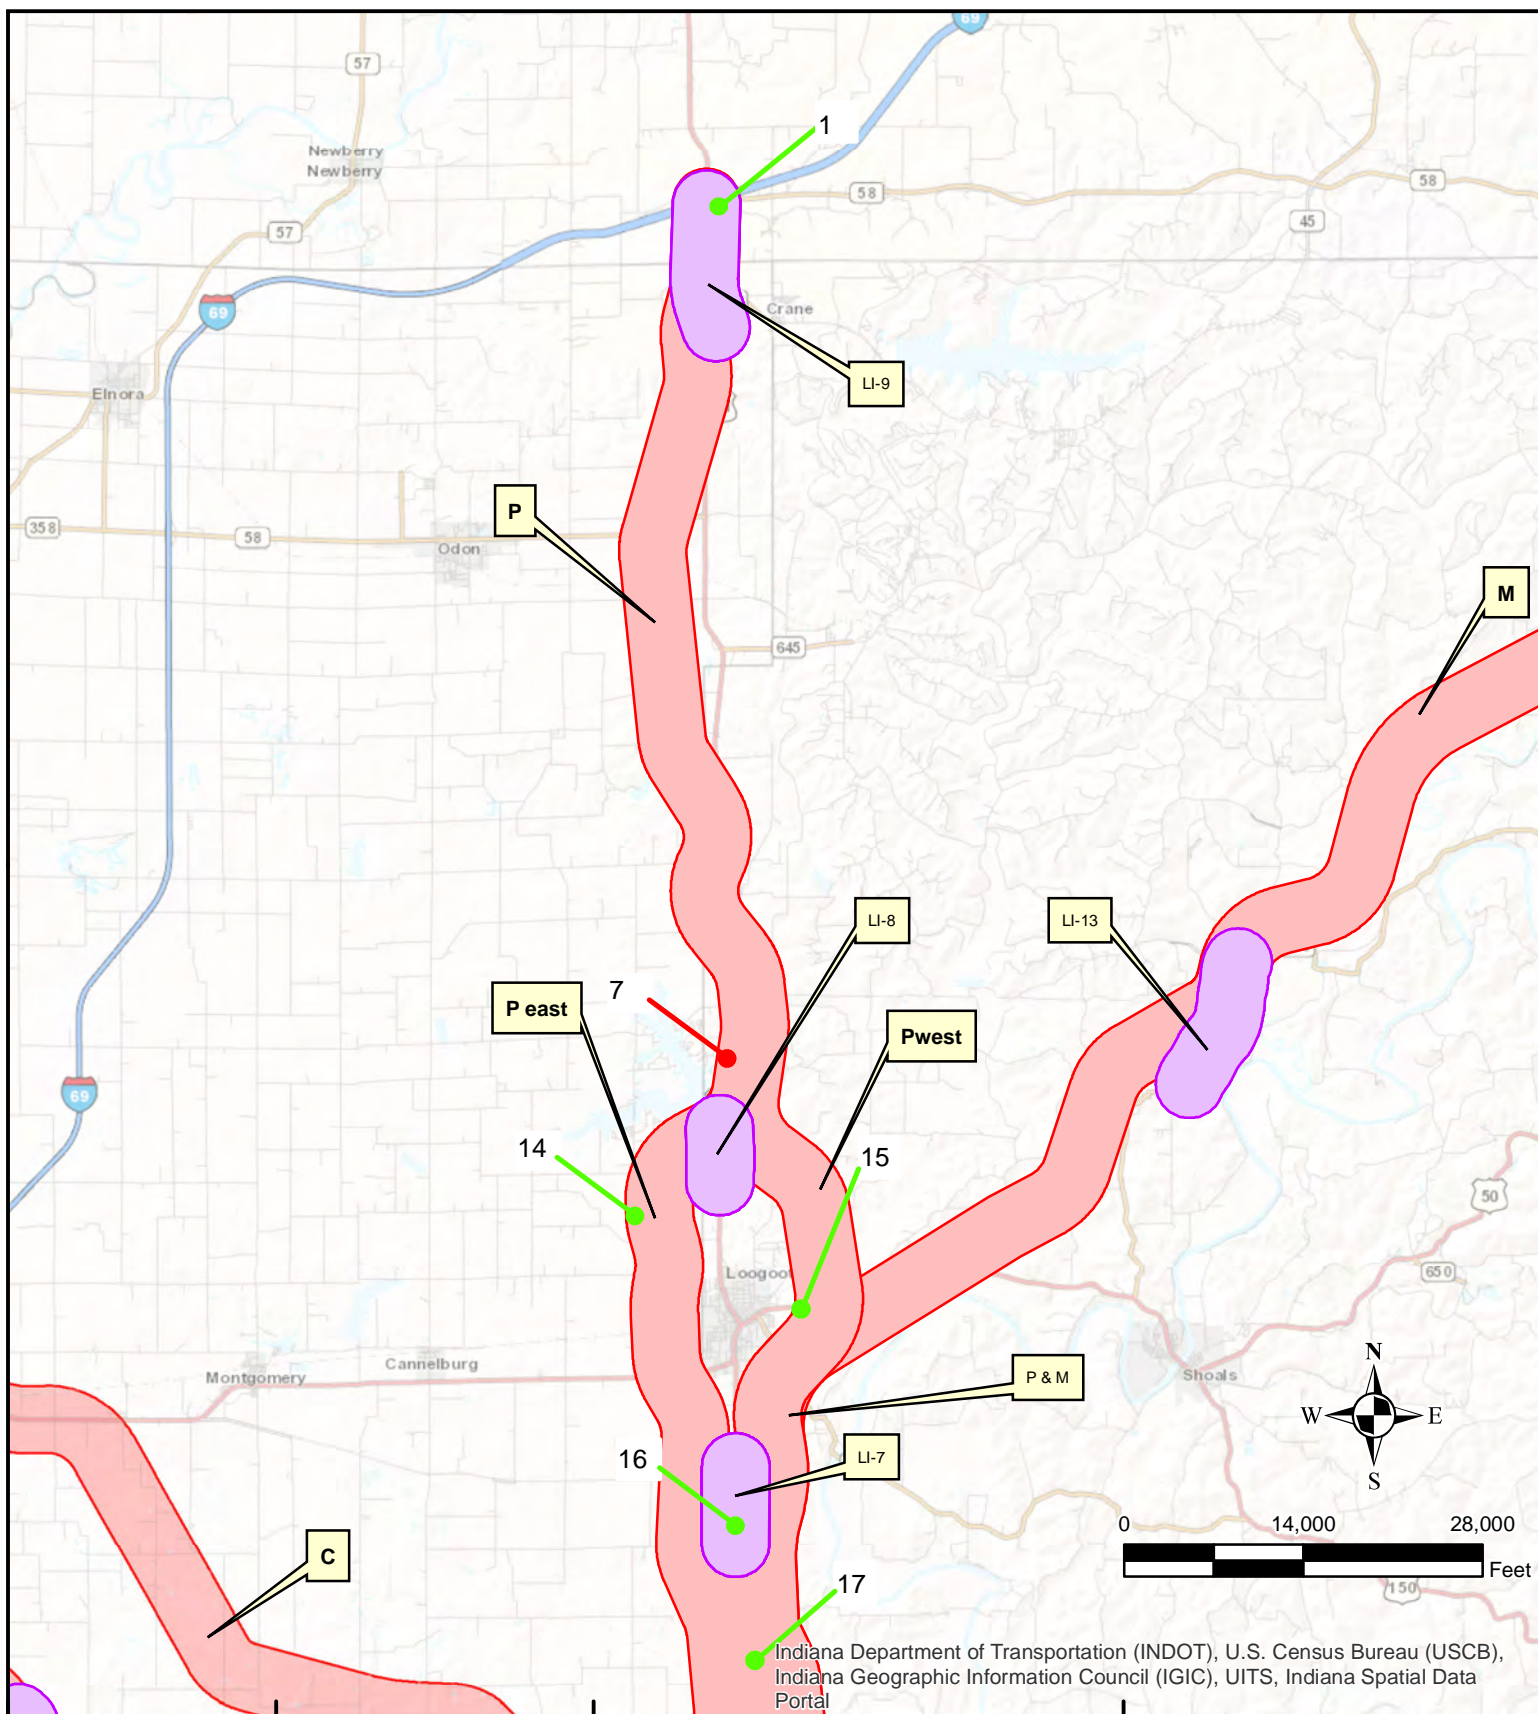 69
57
1
Newberry
Newberry
58
58
45
57
69
Crane
LI-9
Elnora
P
358
58
Odon
M
645
LI-8
LI-13
7
P east
Pwest
69
14
15
50
Loogoot
650
N
Cannelburg
Montgomery
P & M
Shoals
W
E
16
LI-7
S
0
14,000
28,000
C
Feet
17
150
Indiana Department of Transportation (INDOT), U.S. Census Bureau (USCB),
Indiana Geographic Information Council (IGIC), UITS, Indiana Spatial Data
Portal